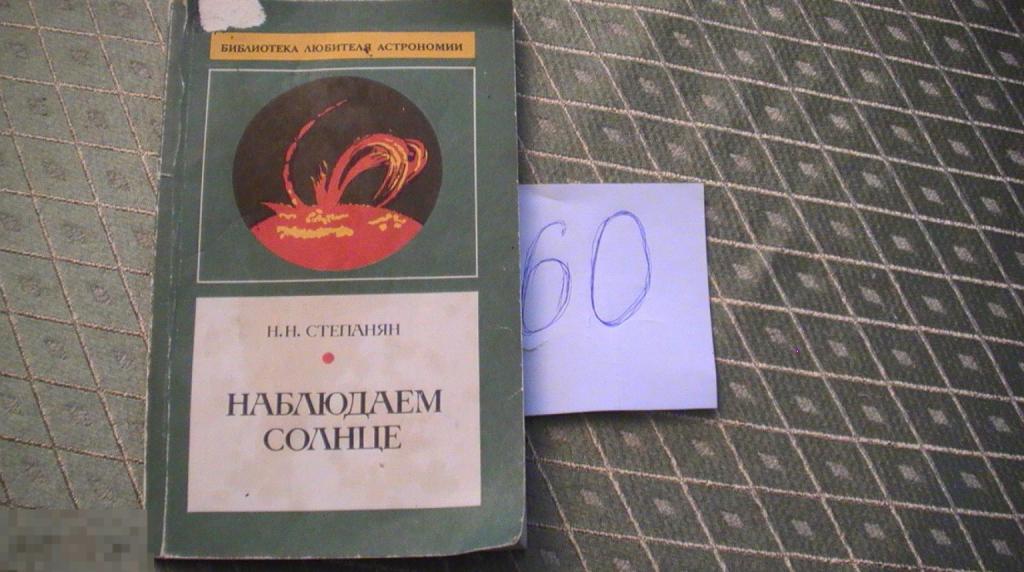 БИБЛИОТЕКА ЛЮБИТЕЛЯ АСТРОНОМИИ
Н. Н. СТЕПАНЯН
НАБЛЮДАЕМ
СОЛНЦЕ
60